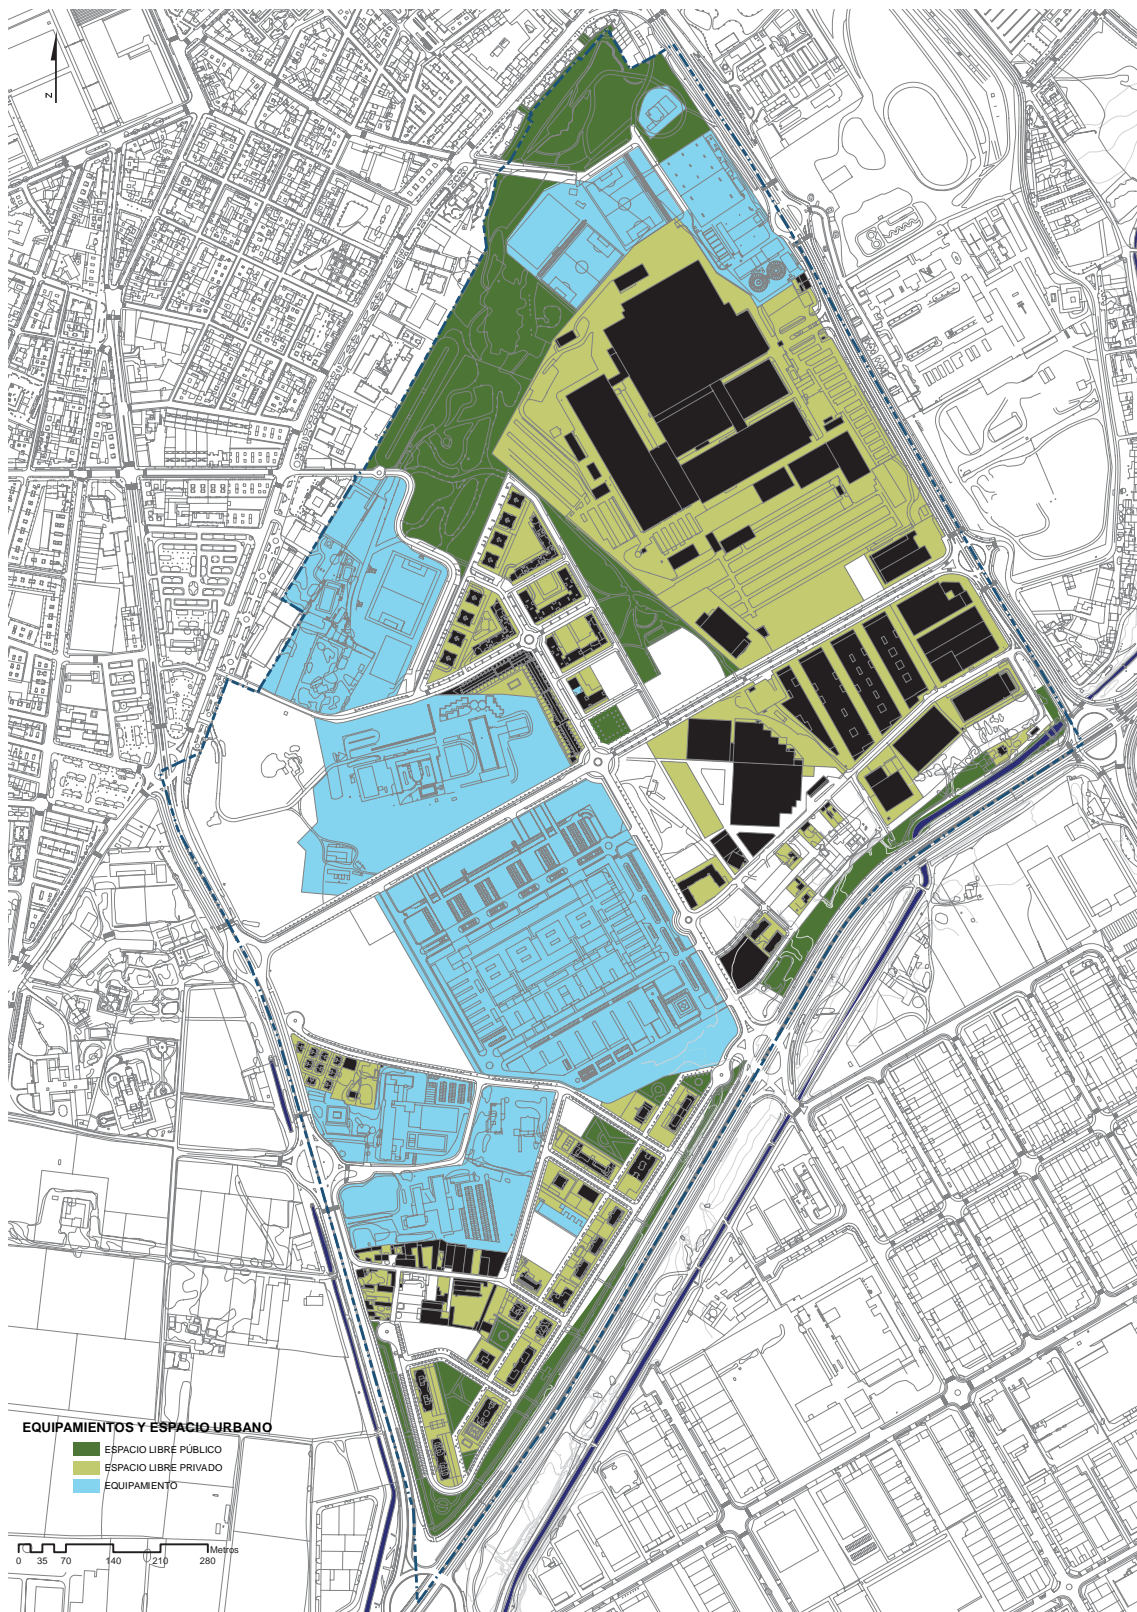 Z
EQUIPAMIENTOS Y ESPACIO URBANO
ESPACIO LIBRE PÚBLICO
ESPACIO LIBRE PRIVADO
EQUIPAMIENTO
Metros
0 35 70 140 210 280